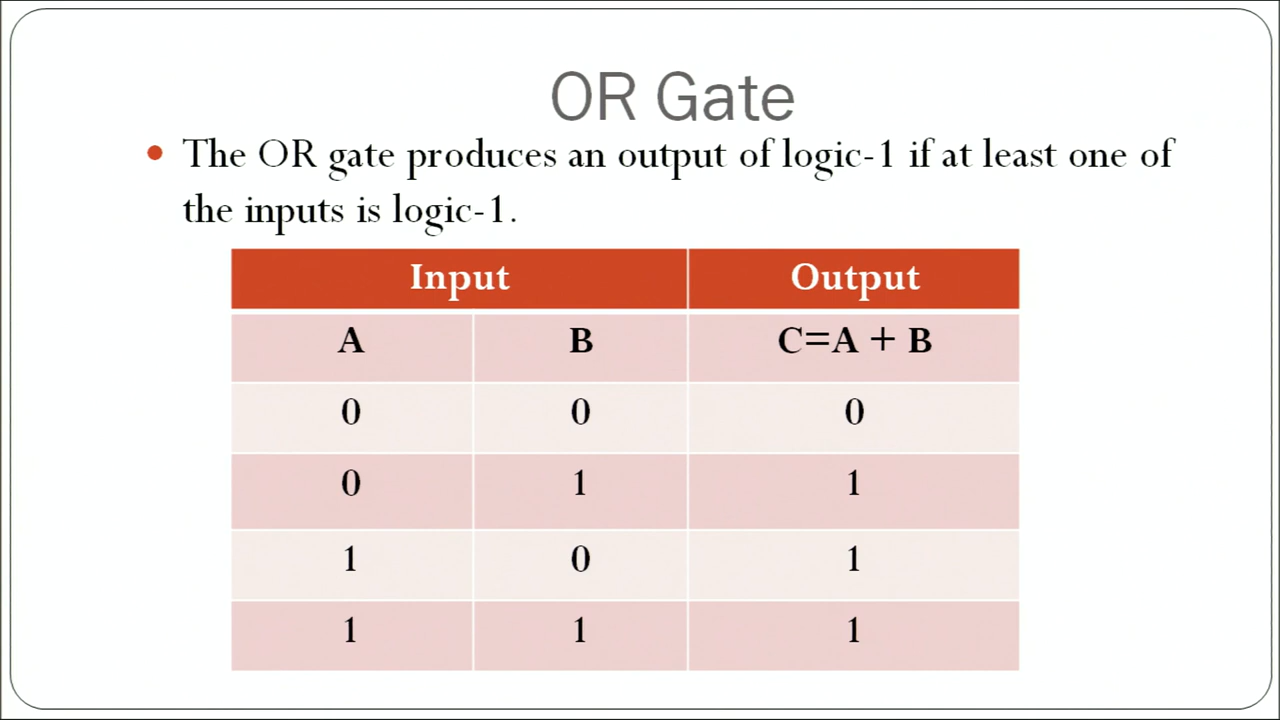 OR Gate
• The OR gate produces an output of logic-1 if at least one of
the inputs is logic-1.
Input Output
A B C=A + B
0 0 0
0 1 1
1 0 1
1 1 1